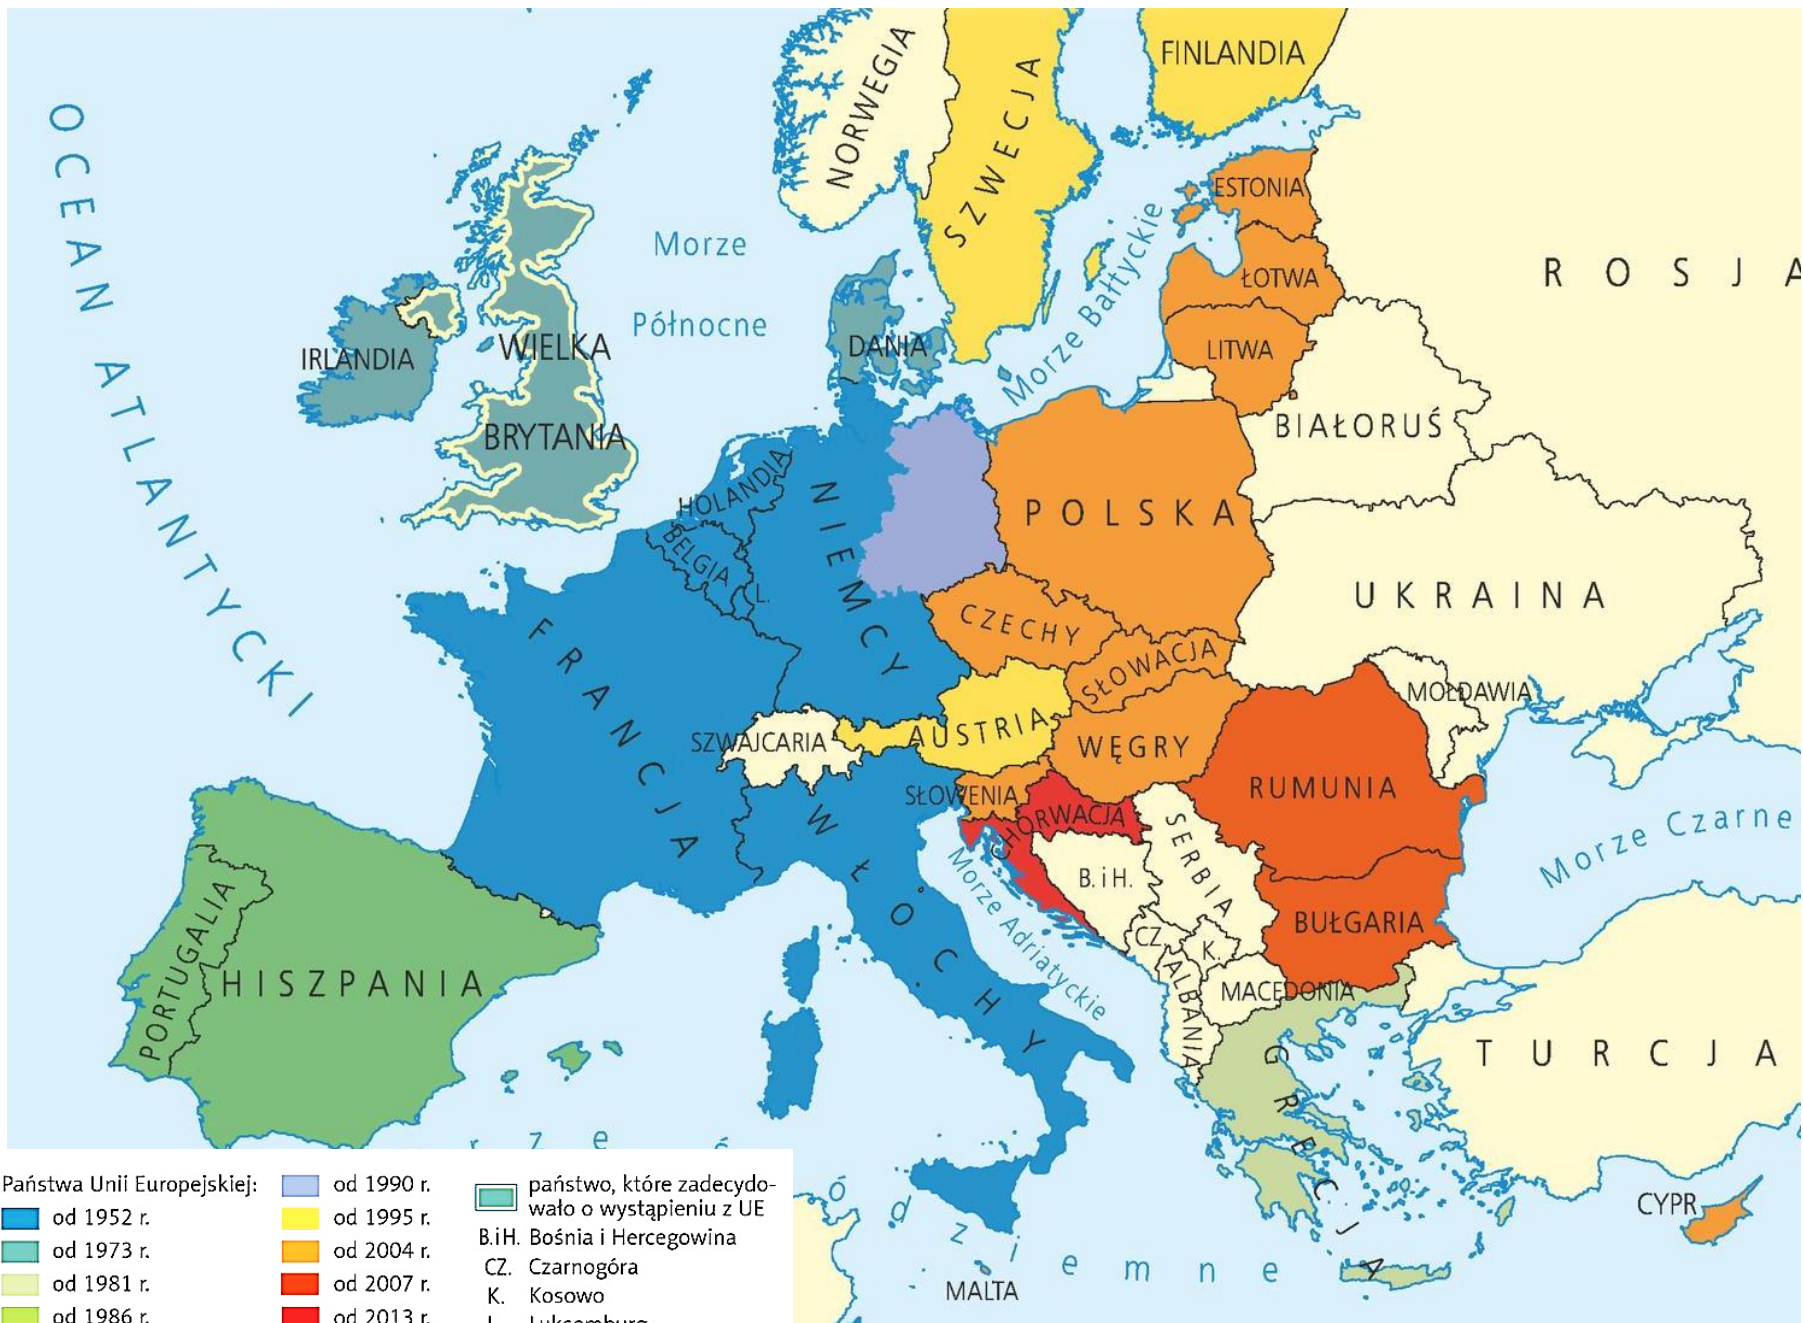 FINLANDIA
NORWEGIA
SZWECJA
OCEAN ATLANTYCKI
ESTONIA
Morze
Północne
Morze Bałtyckie
ŁOTWA
ROSJA
IRLANDIA
WIELKA
BRYTANIA
DANIA
LITWA
BIAŁORUŚ
HOLANDIA
NIEMCY
POLSKA
BELGIA
L.
UKRAINA
CZECHY
SŁOWACJA
FRANCJA
MOŁDAWIA
SZWAJCARIA
AUSTRIA
WĘGRY
SŁOWENIA
RUMUNIA
CHORWACJA
WŁOCHY
SERBIA
Morze Czarne
B.iH.
Morze Adriatyckie
PORTUGALIA
HISZPANIA
BUŁGARIA
CZ.
K.
ALBANIA
MACEDONIA
GRECJA
TURCJA
r z e ó d z i e m n e
CYPR
MALTA
Państwa Unii Europejskiej:
od 1952 r.
od 1973 r.
od 1981 r.
od 1986 r.
od 1990 r.
od 1995 r.
od 2004 r.
od 2007 r.
od 2013 r.
państwo, które zadecydo-
wało o wystąpieniu z UE
B.iH. Bośnia i Hercegowina
CZ. Czarnogóra
K. Kosowo
L. Luksemburg